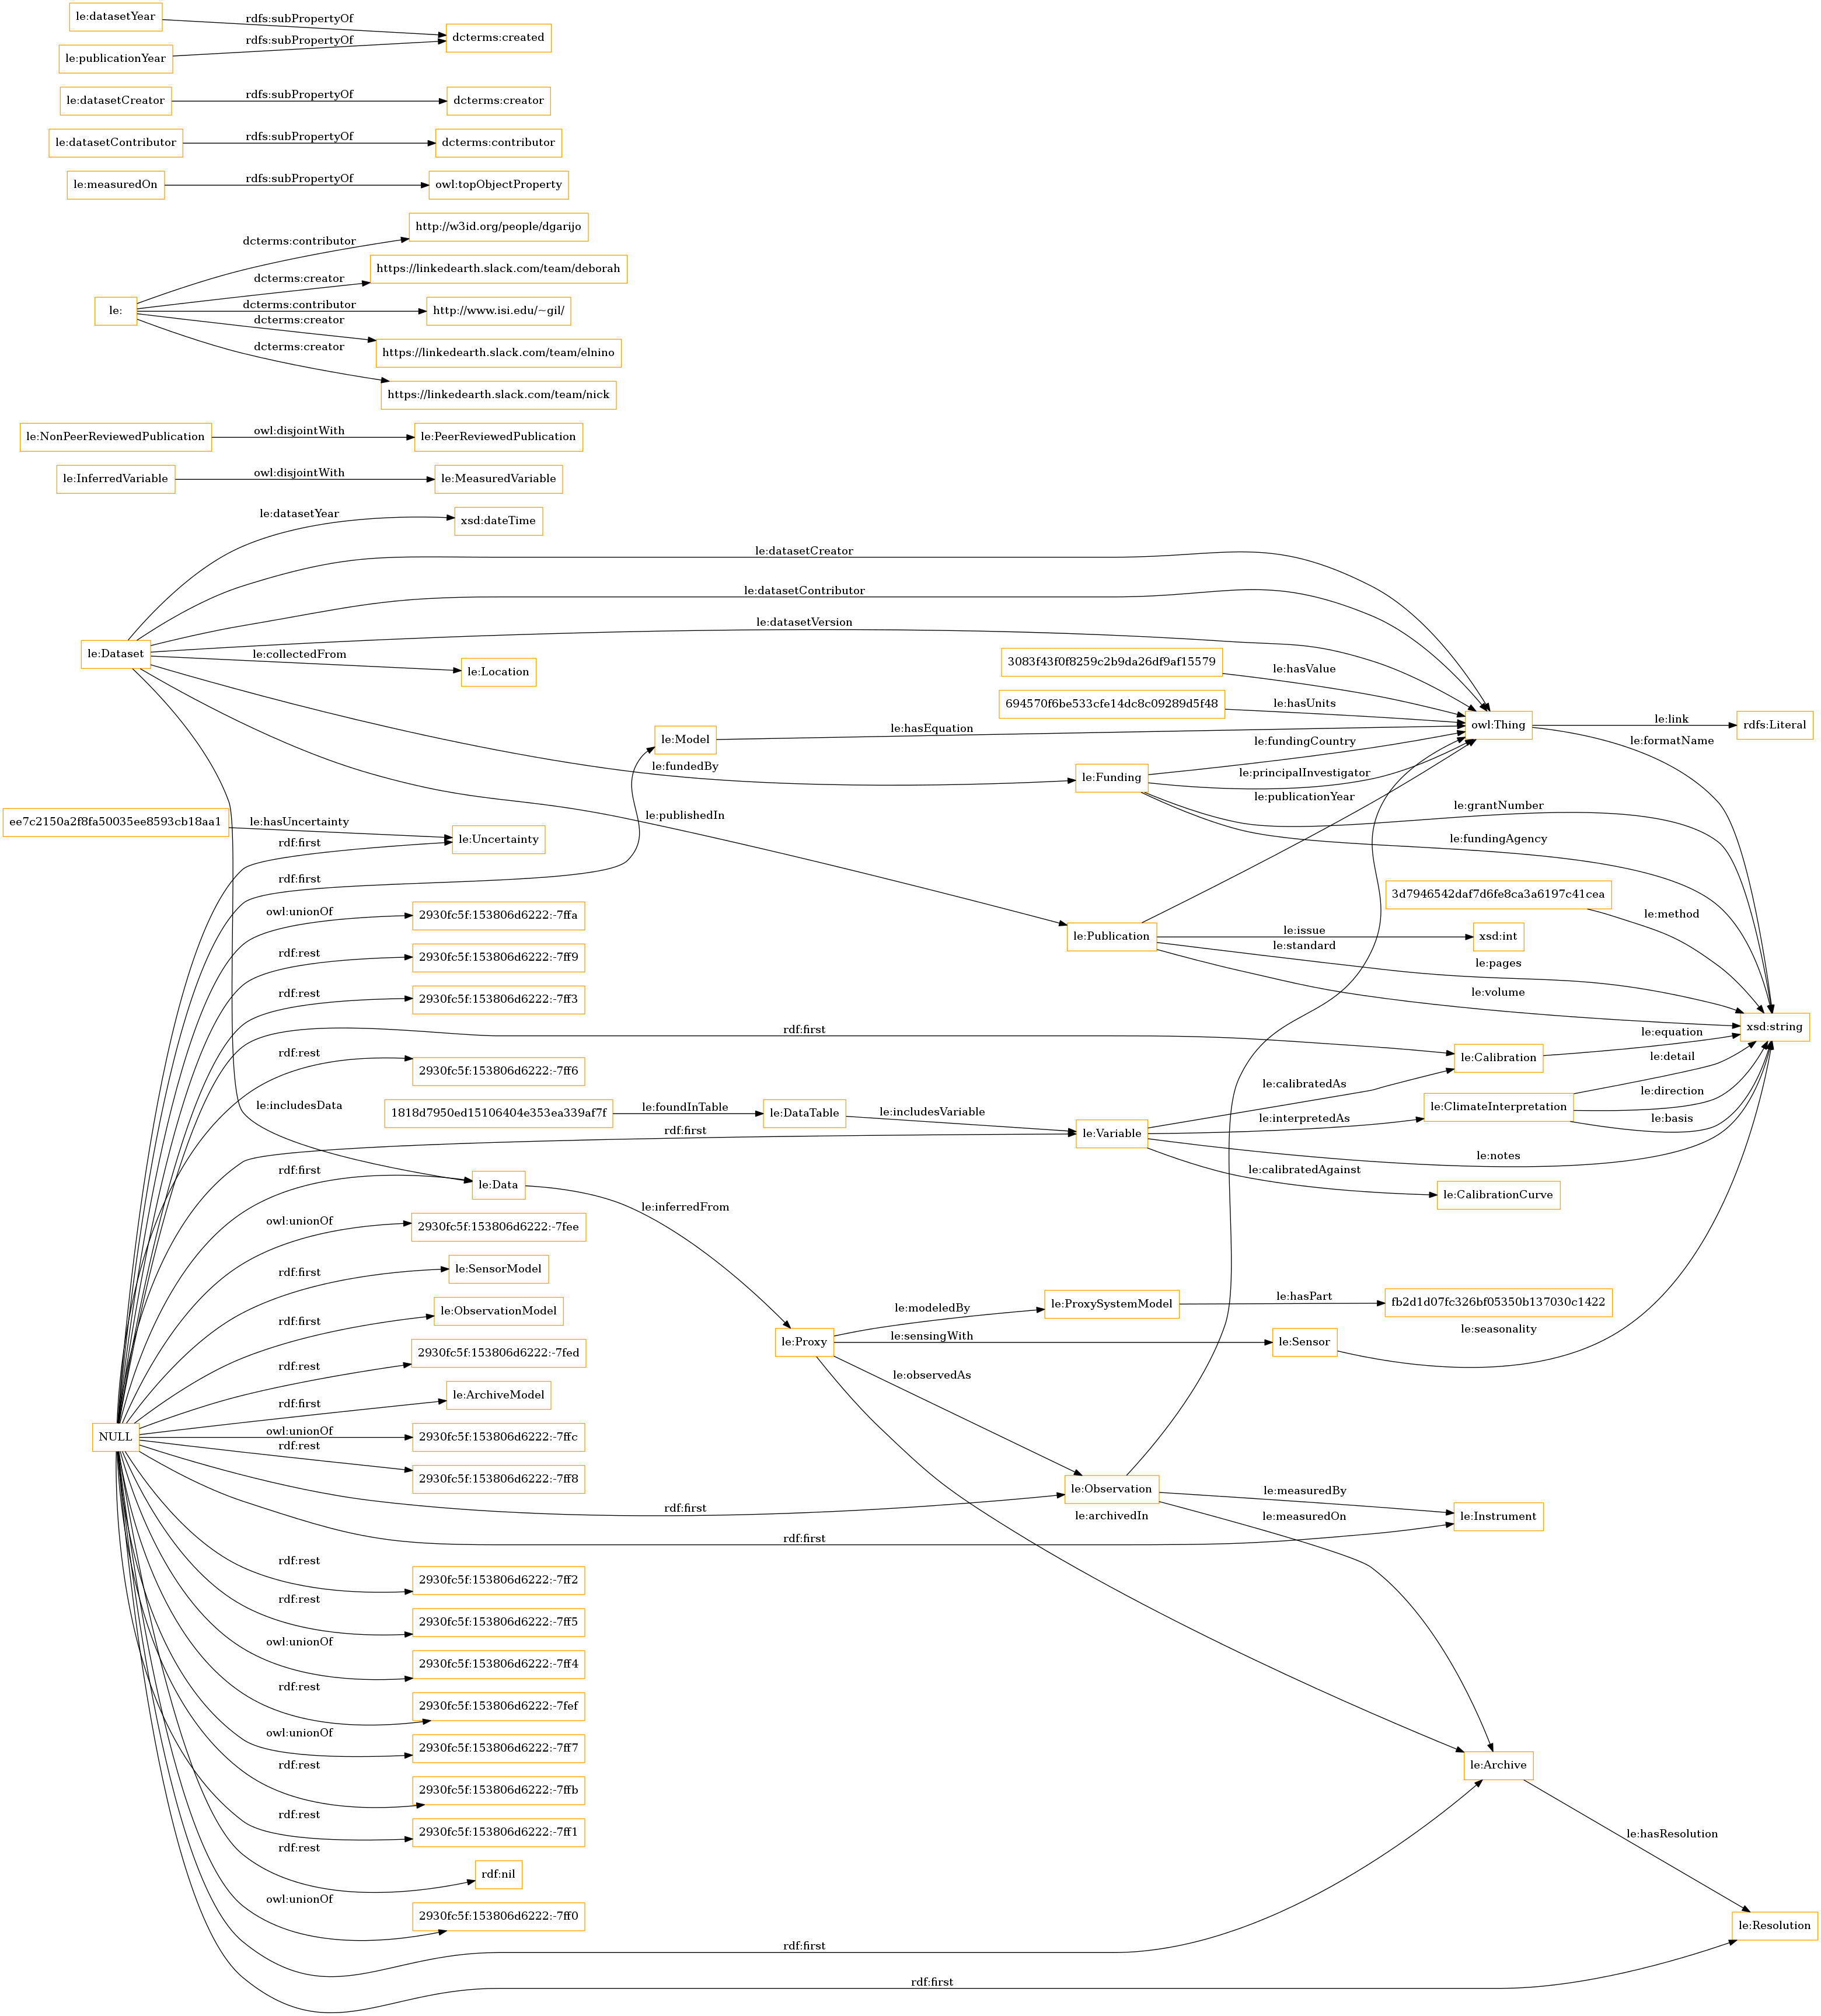 le:datasetYear
rdfs:subPropertyOf
dcterms:created
le:publicationYear
rdfs:subPropertyOf
le:datasetCreator
rdfs:subPropertyOf
dcterms:creator
le:datasetContributor
rdfs:subPropertyOf
dcterms:contributor
le:measuredOn
rdfs:subPropertyOf
owl:topObjectProperty
le:
dcterms:contributor
http://w3id.org/people/dgarijo
dcterms:creator
https://linkedearth.slack.com/team/deborah
dcterms:contributor
http://www.isi.edu/~gil/
dcterms:creator
https://linkedearth.slack.com/team/elnino
dcterms:creator
https://linkedearth.slack.com/team/nick
le:NonPeerReviewedPublication
owl:disjointWith
le:PeerReviewedPublication
le:InferredVariable
owl:disjointWith
le:MeasuredVariable
le:Dataset
le:datasetYear
xsd:dateTime
le:datasetCreator
le:datasetContributor
le:datasetVersion
le:collectedFrom
le:Location
le:fundedBy
le:publishedIn
le:includesData
3083f43f0f8259c2b9da26df9af15579
le:hasValue
694570f6be533cfe14dc8c09289d5f48
le:hasUnits
owl:Thing
le:link
rdfs:Literal
le:formatName
le:Model
le:hasEquation
le:Funding
le:fundingCountry
le:principalInvestigator
le:grantNumber
le:fundingAgency
le:publicationYear
ee7c2150a2f8fa50035ee8593cb18aa1
le:hasUncertainty
le:Uncertainty
rdf:first
rdf:first
3d7946542daf7d6fe8ca3a6197c41cea
le:method
le:Publication
le:issue
xsd:int
le:standard
le:pages
le:volume
owl:unionOf
2930fc5f:153806d6222:-7ffa
rdf:rest
2930fc5f:153806d6222:-7ff9
rdf:rest
2930fc5f:153806d6222:-7ff3
rdf:first
xsd:string
le:Calibration
le:equation
rdf:rest
2930fc5f:153806d6222:-7ff6
le:calibratedAs
le:detail
1818d7950ed15106404e353ea339af7f
le:foundInTable
le:DataTable
le:includesVariable
le:Variable
le:interpretedAs
le:ClimateInterpretation
le:direction
le:basis
rdf:first
le:notes
le:calibratedAgainst
le:CalibrationCurve
rdf:first
le:Data
le:inferredFrom
owl:unionOf
2930fc5f:153806d6222:-7fee
rdf:first
le:SensorModel
rdf:first
le:ObservationModel
le:Proxy
le:modeledBy
le:ProxySystemModel
le:hasPart
fb2d1d07fc326bf05350b137030c1422
le:sensingWith
le:Sensor
le:seasonality
le:observedAs
rdf:rest
2930fc5f:153806d6222:-7fed
rdf:first
le:ArchiveModel
NULL
owl:unionOf
2930fc5f:153806d6222:-7ffc
rdf:rest
2930fc5f:153806d6222:-7ff8
rdf:first
le:Observation
le:measuredBy
le:Instrument
le:archivedIn
le:measuredOn
rdf:first
rdf:rest
2930fc5f:153806d6222:-7ff2
rdf:rest
2930fc5f:153806d6222:-7ff5
owl:unionOf
2930fc5f:153806d6222:-7ff4
rdf:rest
2930fc5f:153806d6222:-7fef
owl:unionOf
2930fc5f:153806d6222:-7ff7
le:Archive
rdf:rest
2930fc5f:153806d6222:-7ffb
rdf:rest
2930fc5f:153806d6222:-7ff1
le:hasResolution
rdf:rest
rdf:nil
owl:unionOf
2930fc5f:153806d6222:-7ff0
le:Resolution
rdf:first
rdf:first